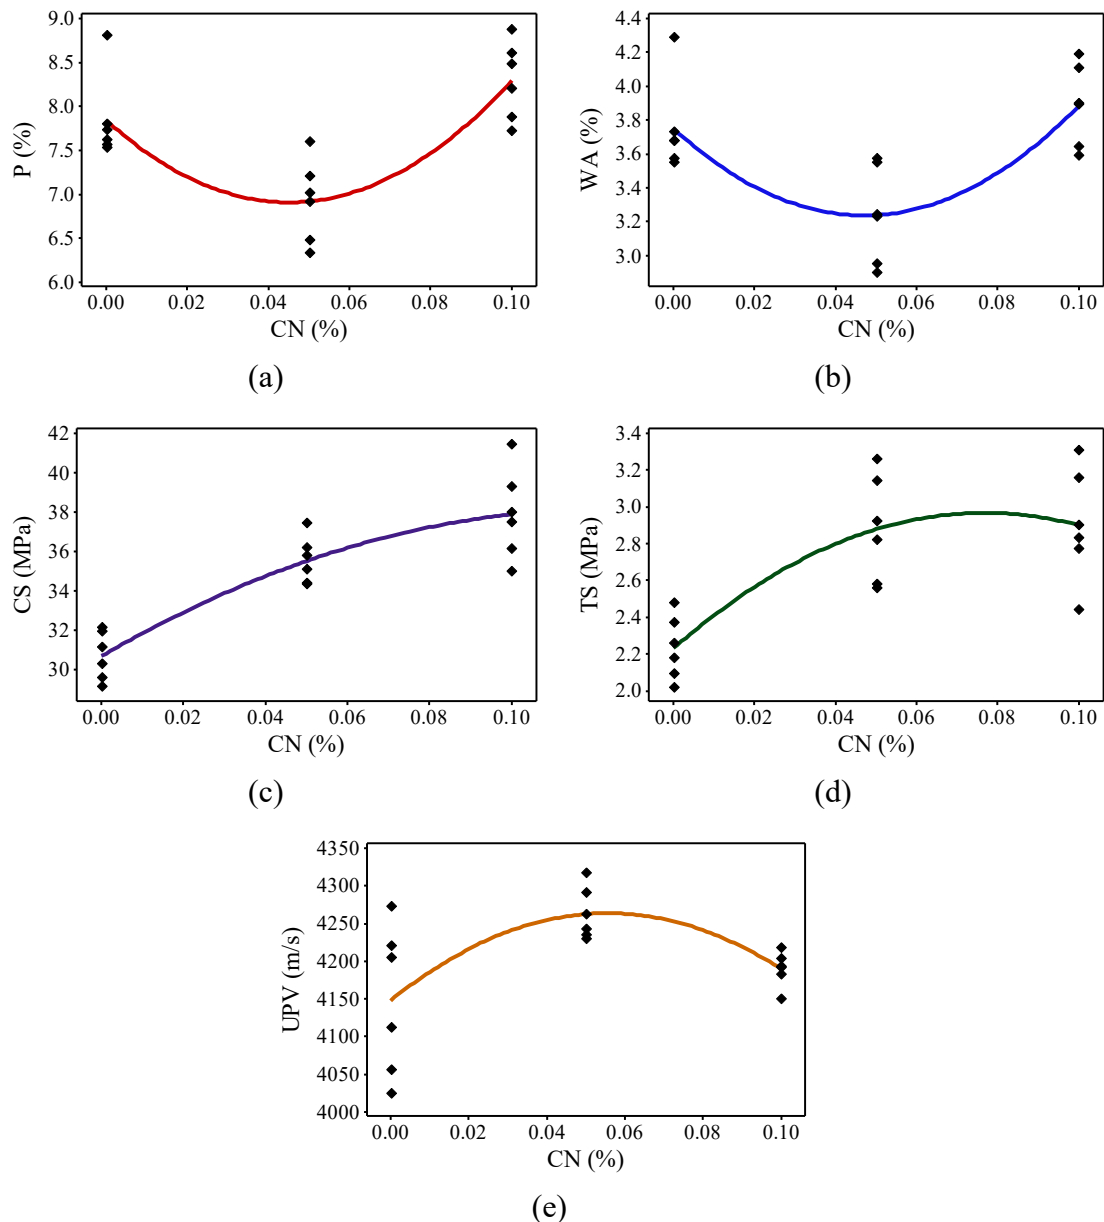 9.0
8.5
8.0
7.5
7.0
6.5
6.0
P (%)
0.00 0.02 0.04 0.06 0.08 0.10
CN (%)
(a)
4.4
4.2
4.0
3.8
3.6
3.4
3.2
3.0
WA (%)
0.00 0.02 0.04 0.06 0.08 0.10
CN (%)
(b)
42
40
38
36
34
32
30
CS (MPa)
0.00 0.02 0.04 0.06 0.08 0.10
CN (%)
(c)
3.4
3.2
3.0
2.8
2.6
2.4
2.2
2.0
TS (MPa)
0.00 0.02 0.04 0.06 0.08 0.10
CN (%)
(d)
4350
4300
4250
4200
4150
4100
4050
4000
UPV (m/s)
0.00 0.02 0.04 0.06 0.08 0.10
CN (%)
(e)